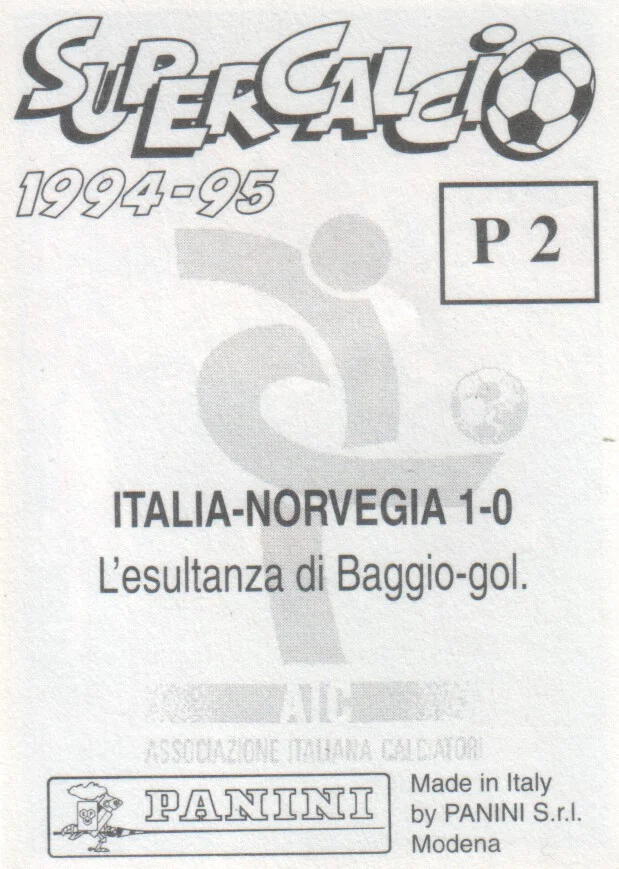 SUPERCALCIO
1994-95
P 2
ITALIA-NORVEGIA 1-0
L'esultanza di Baggio-gol.
AIC
ASSOCIAZIONE ITALIANA CALCIATORI
PANINI
Made in Italy
by PANINI S.r.l.
Modena